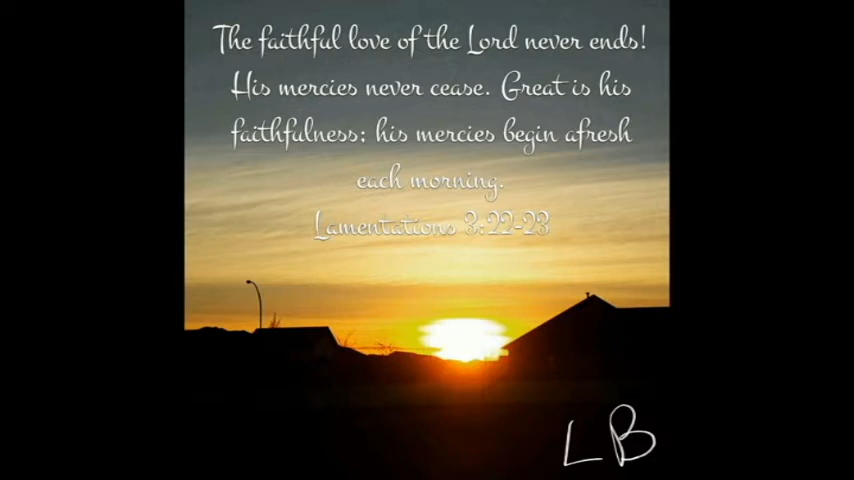 The faithful love of the Lord never ends!
His mercies never cease. Great is his
faithfulness; his mercies begin afresh
each morning.
Lamentations 3:22-23
L B